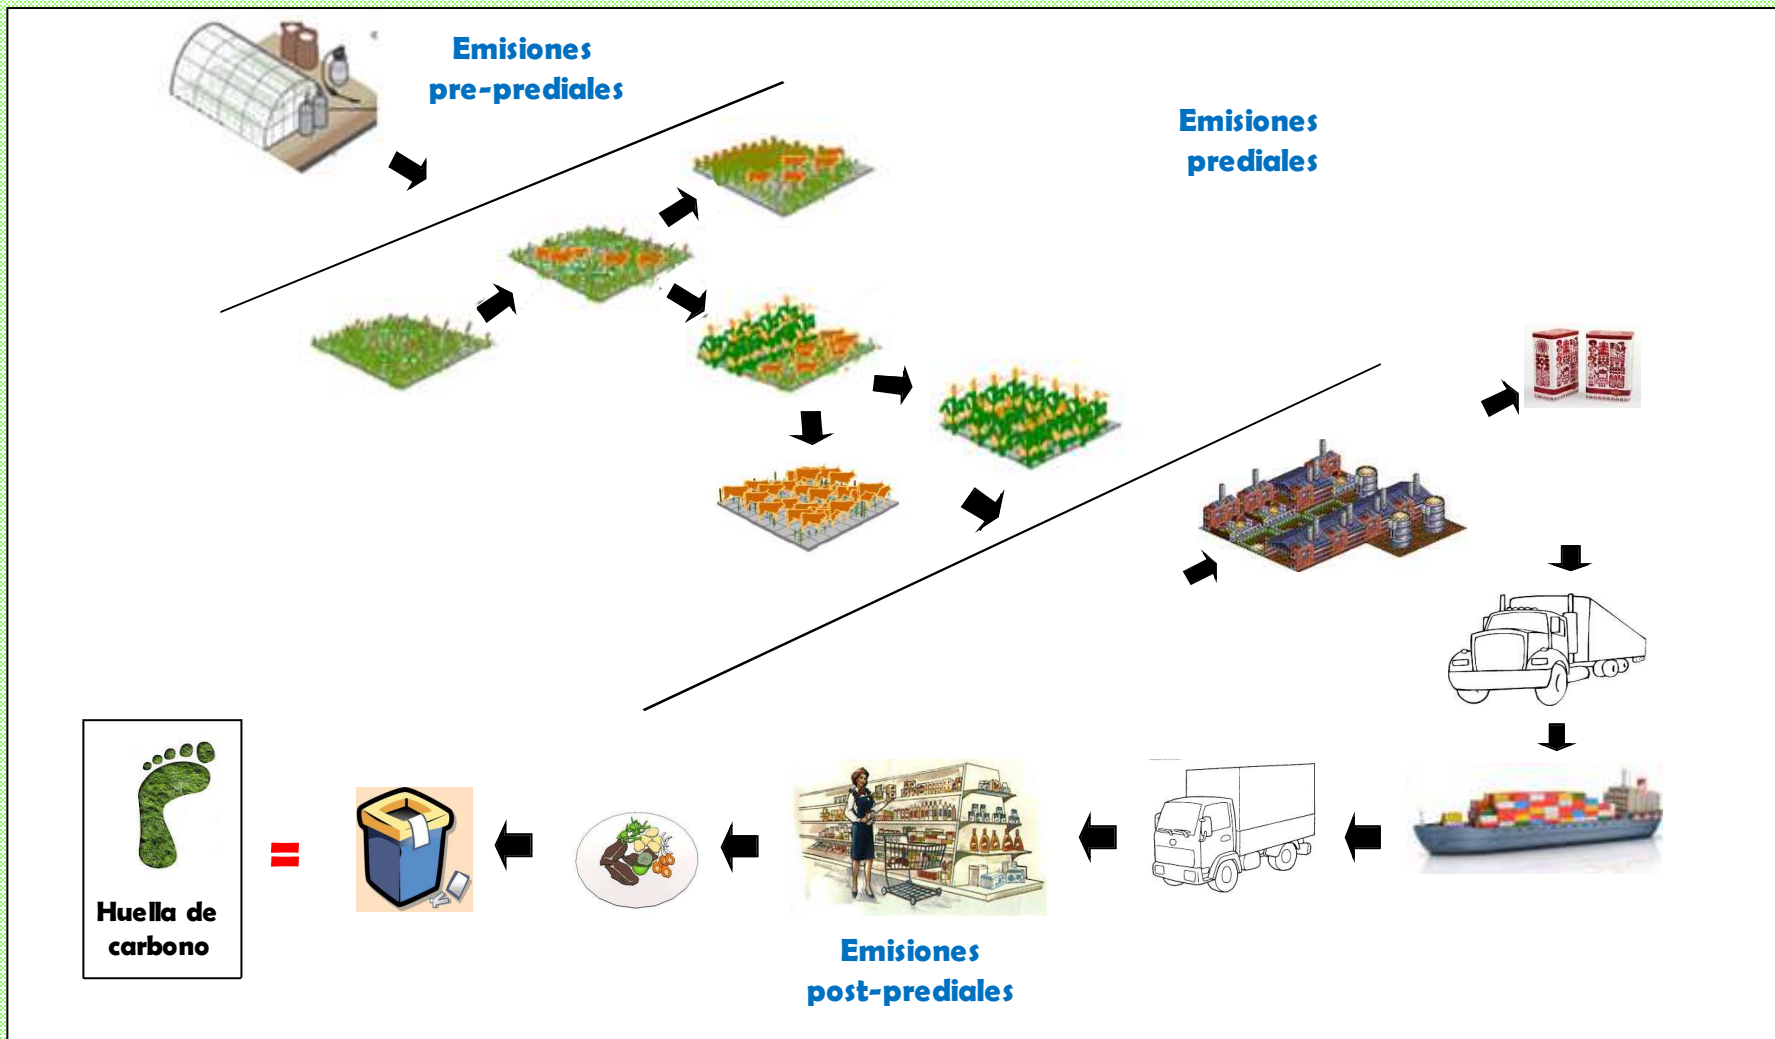 Emisiones
pre-prediales
Emisiones
prediales
=
Huella de
carbono
Emisiones
post-prediales